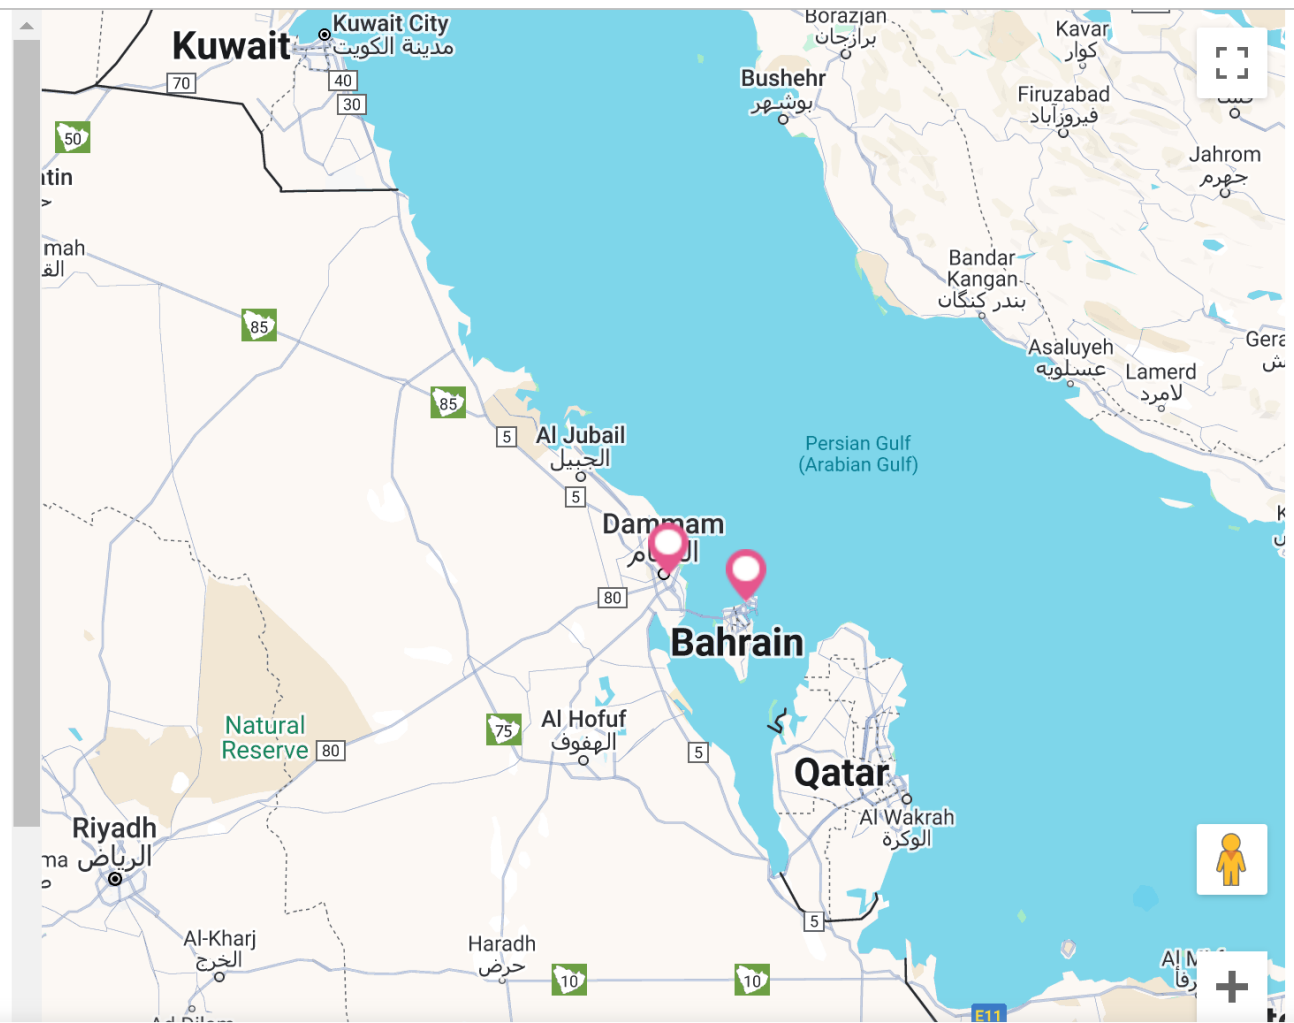 Borazjan
برازجان
Kuwait City
مدينة الكويت
Kuwait
Kavar
كوار
70
40
30
Bushehr
بوشهر
Firuzabad
فیروزآباد
50
Jahrom
جهرم
85
Bandar
Kangan
بندر کنگان
Asaluyeh
عسلویه
Lamerd
لامرد
85
5
Al Jubail
الجبيل
Persian Gulf
(Arabian Gulf)
5
Dammam
80
Bahrain
Natural
Reserve
80
75
Al Hofuf
الهفوف
5
Qatar
Al Wakrah
الوكرة
Riyadh
الرياض
5
Al-Kharj
الخرج
Haradh
حرض
10
10
E11